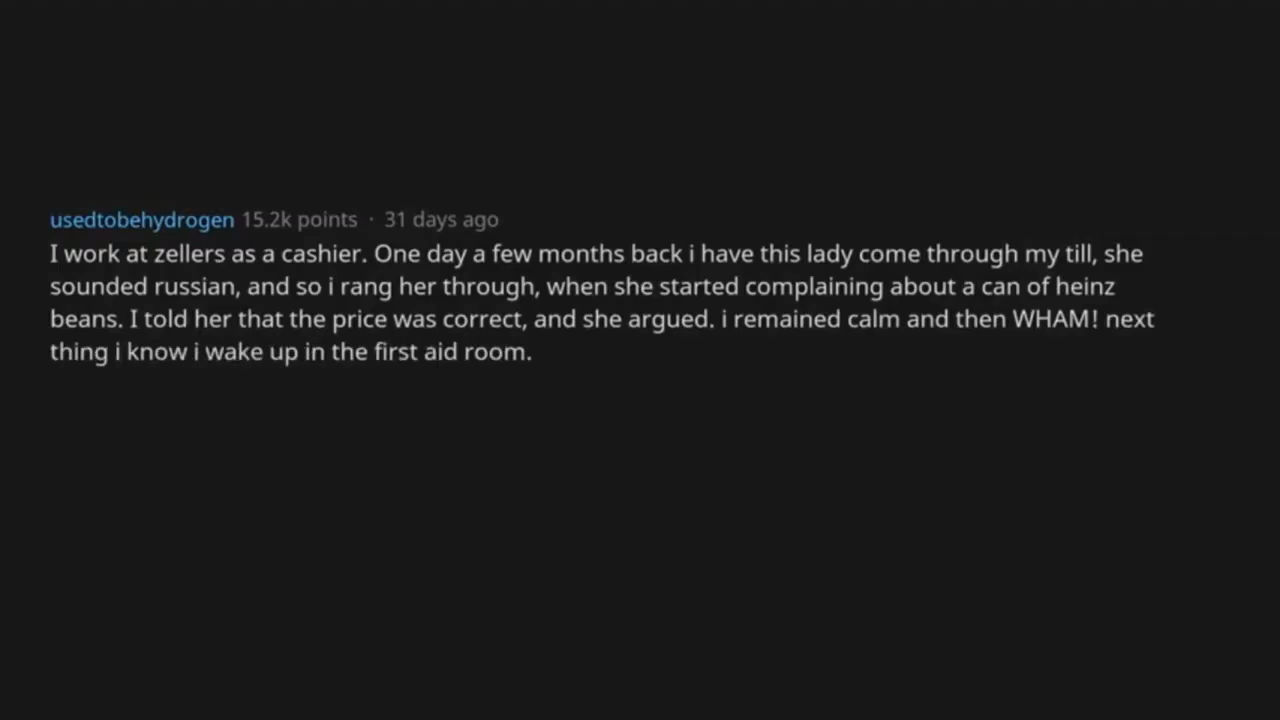 usedtobehydrogen 15.2k points · 31 days ago
I work at zellers as a cashier. One day a few months back i have this lady come through my till, she
sounded russian, and so i rang her through, when she started complaining about a can of heinz
beans. I told her that the price was correct, and she argued. i remained calm and then WHAM! next
thing i know i wake up in the first aid room.